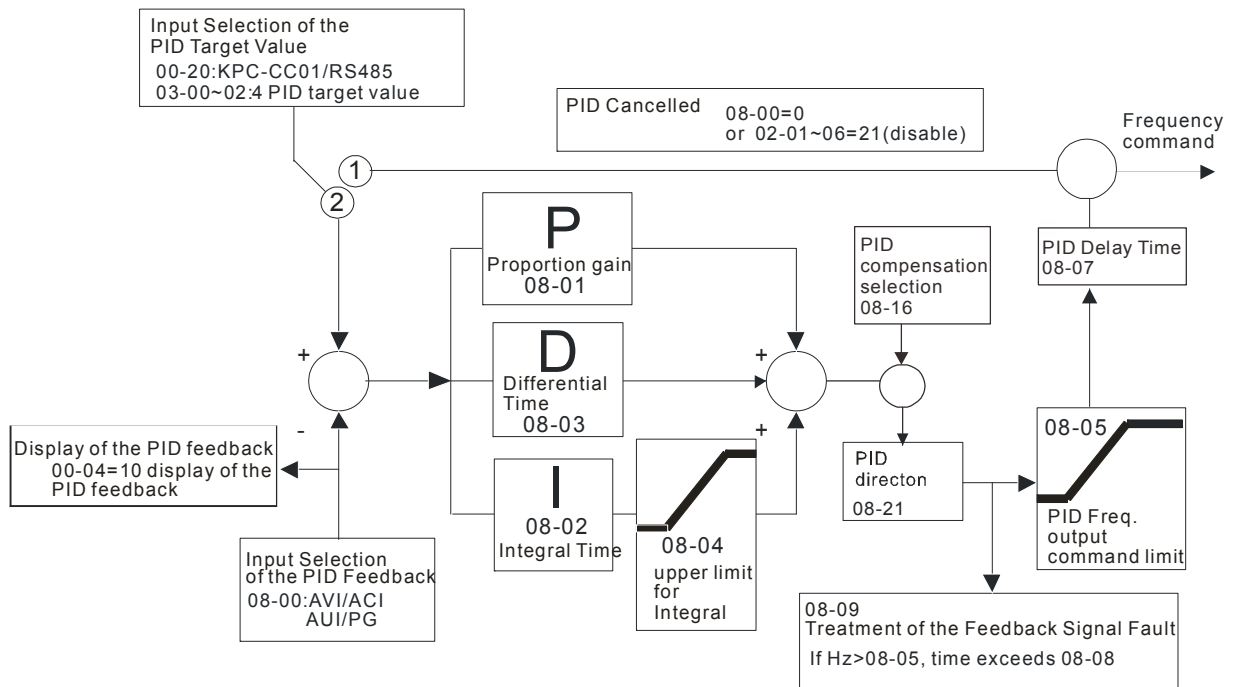 Input Selection of the
PID Target Value
00-20:KPC-CC01/RS485
03-00~02:4 PID target value
PID Cancelled
08-00=0
or 02-01~06=21(disable)
Frequency
command
1
2
P
Proportion gain
08-01
PID
compensation
selection
08-16
PID Delay Time
08-07
+
-
D
Differential
Time
08-03
+
+
Display of the PID feedback
00-04=10 display of the
PID feedback
I
08-02
Integral Time
08-04
upper limit
for
Integral
PID
directon
08-21
08-05
PID Freq.
output
command limit
Input Selection
of the PID Feedback
08-00:AVI/ACI
AUI/PG
08-09
Treatment of the Feedback Signal Fault
If Hz>08-05, time exceeds 08-08